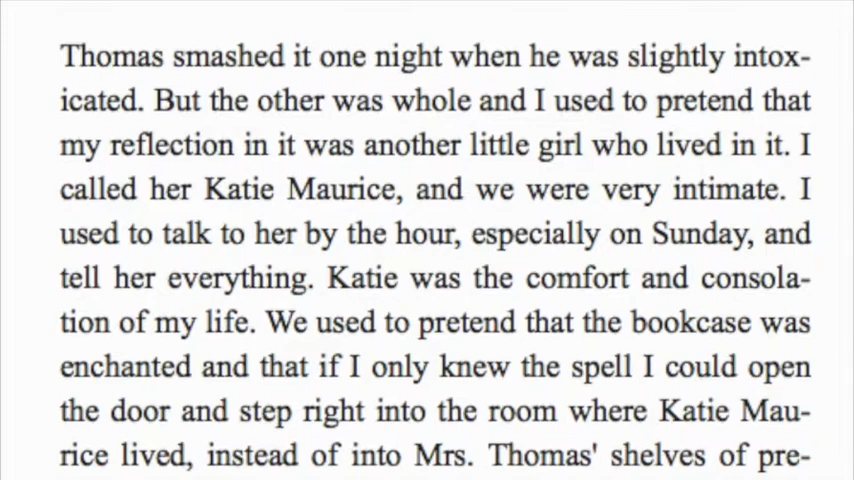 Thomas smashed it one night when he was slightly intox-
icated. But the other was whole and I used to pretend that
my reflection in it was another little girl who lived in it. I
called her Katie Maurice, and we were very intimate. I
used to talk to her by the hour, especially on Sunday, and
tell her everything. Katie was the comfort and consola-
tion of my life. We used to pretend that the bookcase was
enchanted and that if I only knew the spell I could open
the door and step right into the room where Katie Mau-
rice lived, instead of into Mrs. Thomas' shelves of pre-